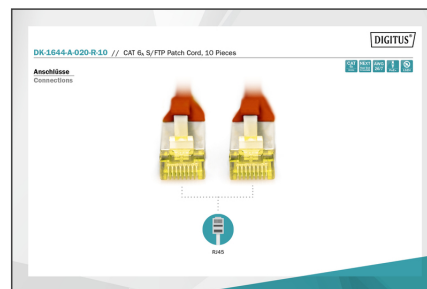 DIGITUS®
DK-1644-A-020-R-10 // CAT 6A S/FTP Patch Cord, 10 Pieces
Anschlüsse
Connections
RJ45